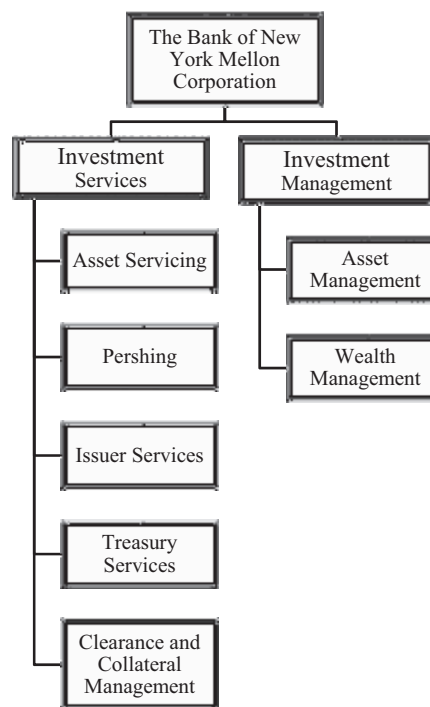 The Bank of New
York Mellon
Corporation
Investment
Services
Asset Servicing
Pershing
Issuer Services
Treasury
Services
Clearance and
Collateral
Management
Investment
Management
Asset
Management
Wealth
Management